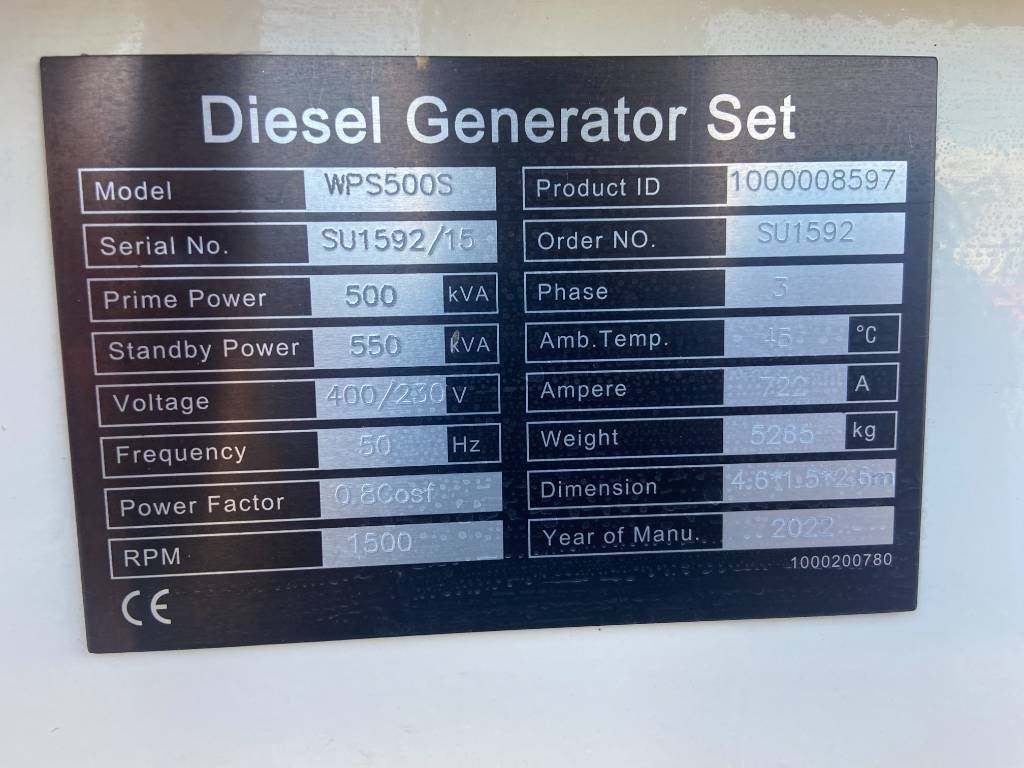 Diesel Generator Set
Model WPS500S
Serial No. SU1592/15
Prime Power 500 kVA
Standby Power 550 kVA
Voltage 400/230 V
Frequency 50 Hz
Power Factor 0.8Cosf
RPM 1500
CE
Product ID 1000008597
Order NO. SU1592
Phase 3
Amb.Temp. 45 °C
Ampere 722 A
Weight 5265 kg
Dimension 4.6*1.5*2.6m
Year of Manu. 2022
1000200780